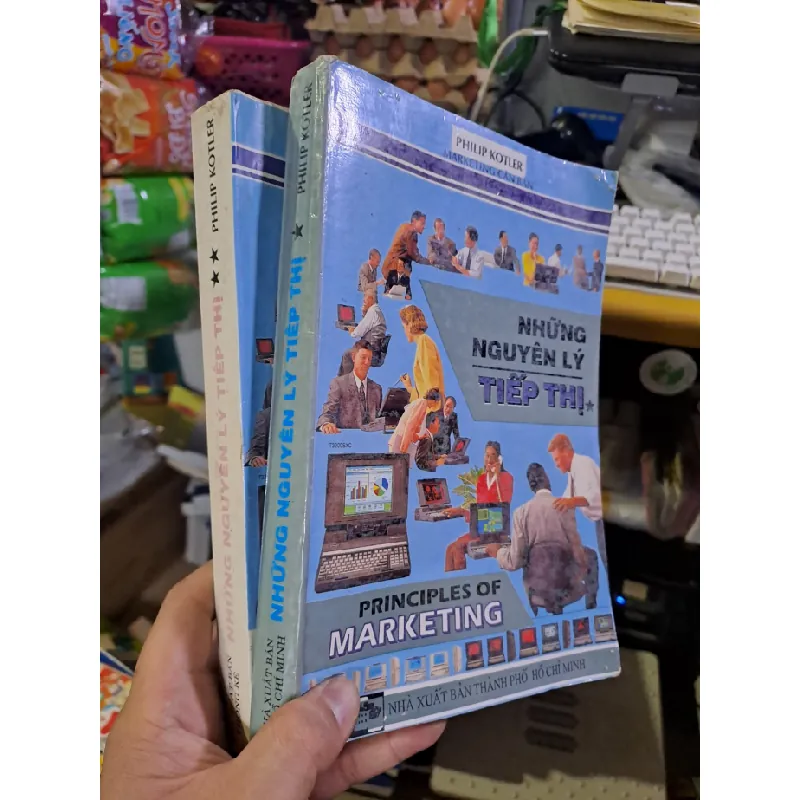 PHILIP KOTLER
MARKETING CĂN BẢN
NHỮNG
NGUYÊN LÝ
TIẾP THỊ ★
PRINCIPLES OF
MARKETING
NHÀ XUẤT BẢN THÀNH PHỐ HỒ CHÍ MINH
PHILIP KOTLER
★
NHỮNG NGUYÊN LÝ TIẾP THỊ
PHILIP KOTLER
★★
NHỮNG NGUYÊN LÝ TIẾP THỊ